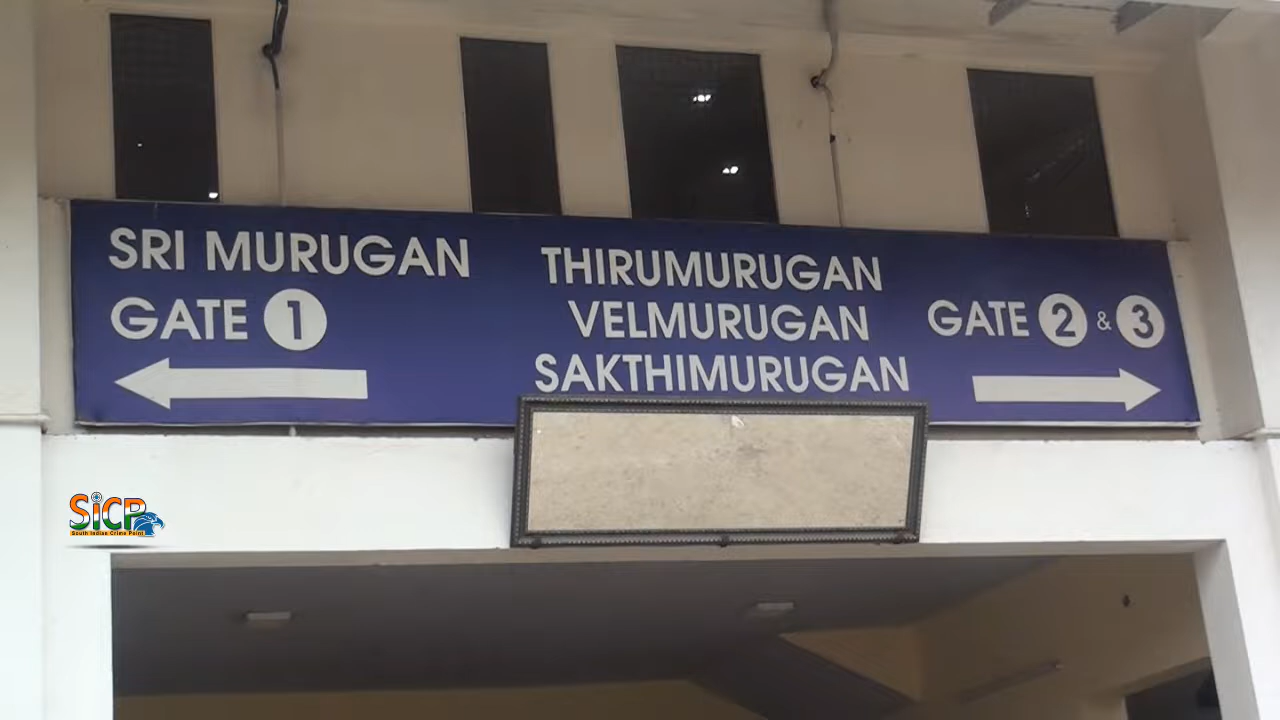 SRI MURUGAN
GATE 1
THIRUMURUGAN
VELMURUGAN
SAKTHIMURUGAN
GATE 2 & 3
SiCP
South Indian Crime Point